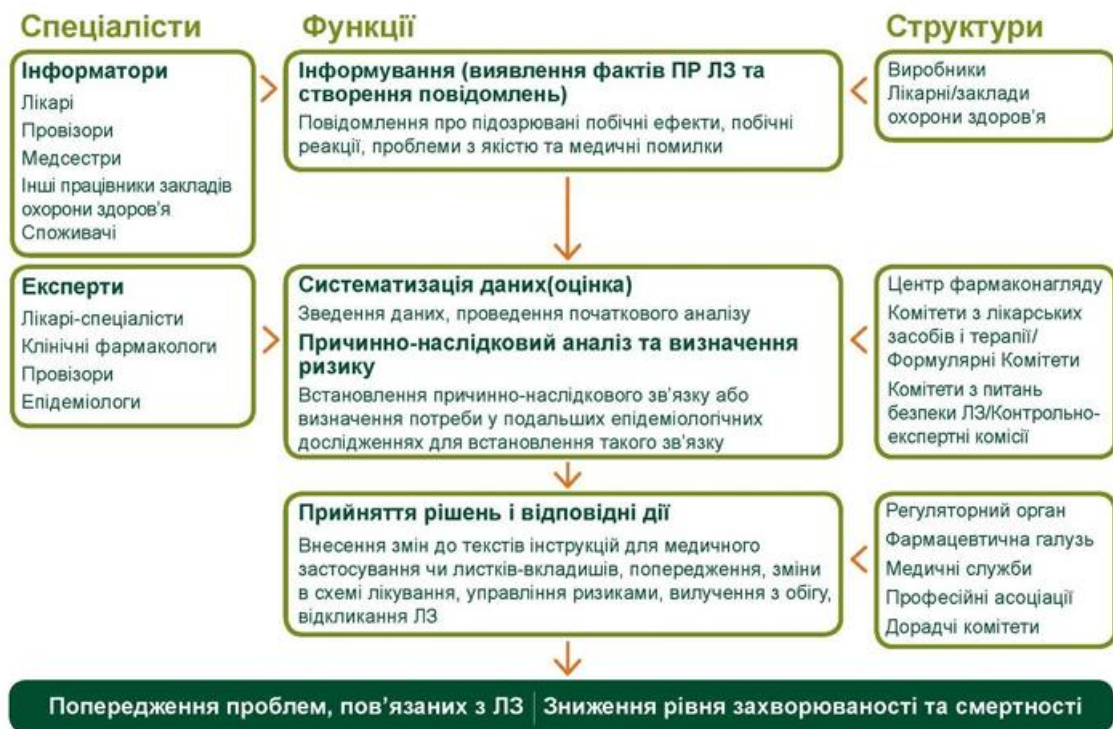 Спеціалісти
Функції
Структури
Інформатори
Лікарі
Провізори
Медсестри
Інші працівники закладів
охорони здоров'я
Споживачі
Інформування (виявлення фактів ПР ЛЗ та
створення повідомлень)
Повідомлення про підозрювані побічні ефекти, побічні
реакції, проблеми з якістю та медичні помилки
Виробники
Лікарні/заклади
охорони здоров'я
Експерти
Лікарі-спеціалісти
Клінічні фармакологи
Провізори
Епідеміологи
Систематизація даних(оцінка)
Зведення даних, проведення початкового аналізу
Причинно-наслідковий аналіз та визначення
ризику
Встановлення причинно-наслідкового зв'язку або
визначення потреби у подальших епідеміологічних
дослідженнях для встановлення такого зв'язку
Центр фармаконагляду
Комітети з лікарських
засобів і терапії/
Формулярні Комітети
Комітети з питань
безпеки ЛЗ/Контрольно-
експертні комісії
Прийняття рішень і відповідні дії
Внесення змін до текстів інструкцій для медичного
застосування чи листків-вкладишів, попередження, зміни
в схемі лікування, управління ризиками, вилучення з обігу,
відкликання ЛЗ
Регуляторний орган
Фармацевтична галузь
Медичні служби
Професійні асоціації
Дорадчі комітети
Попередження проблем, пов'язаних з ЛЗ | Зниження рівня захворюваності та смертності